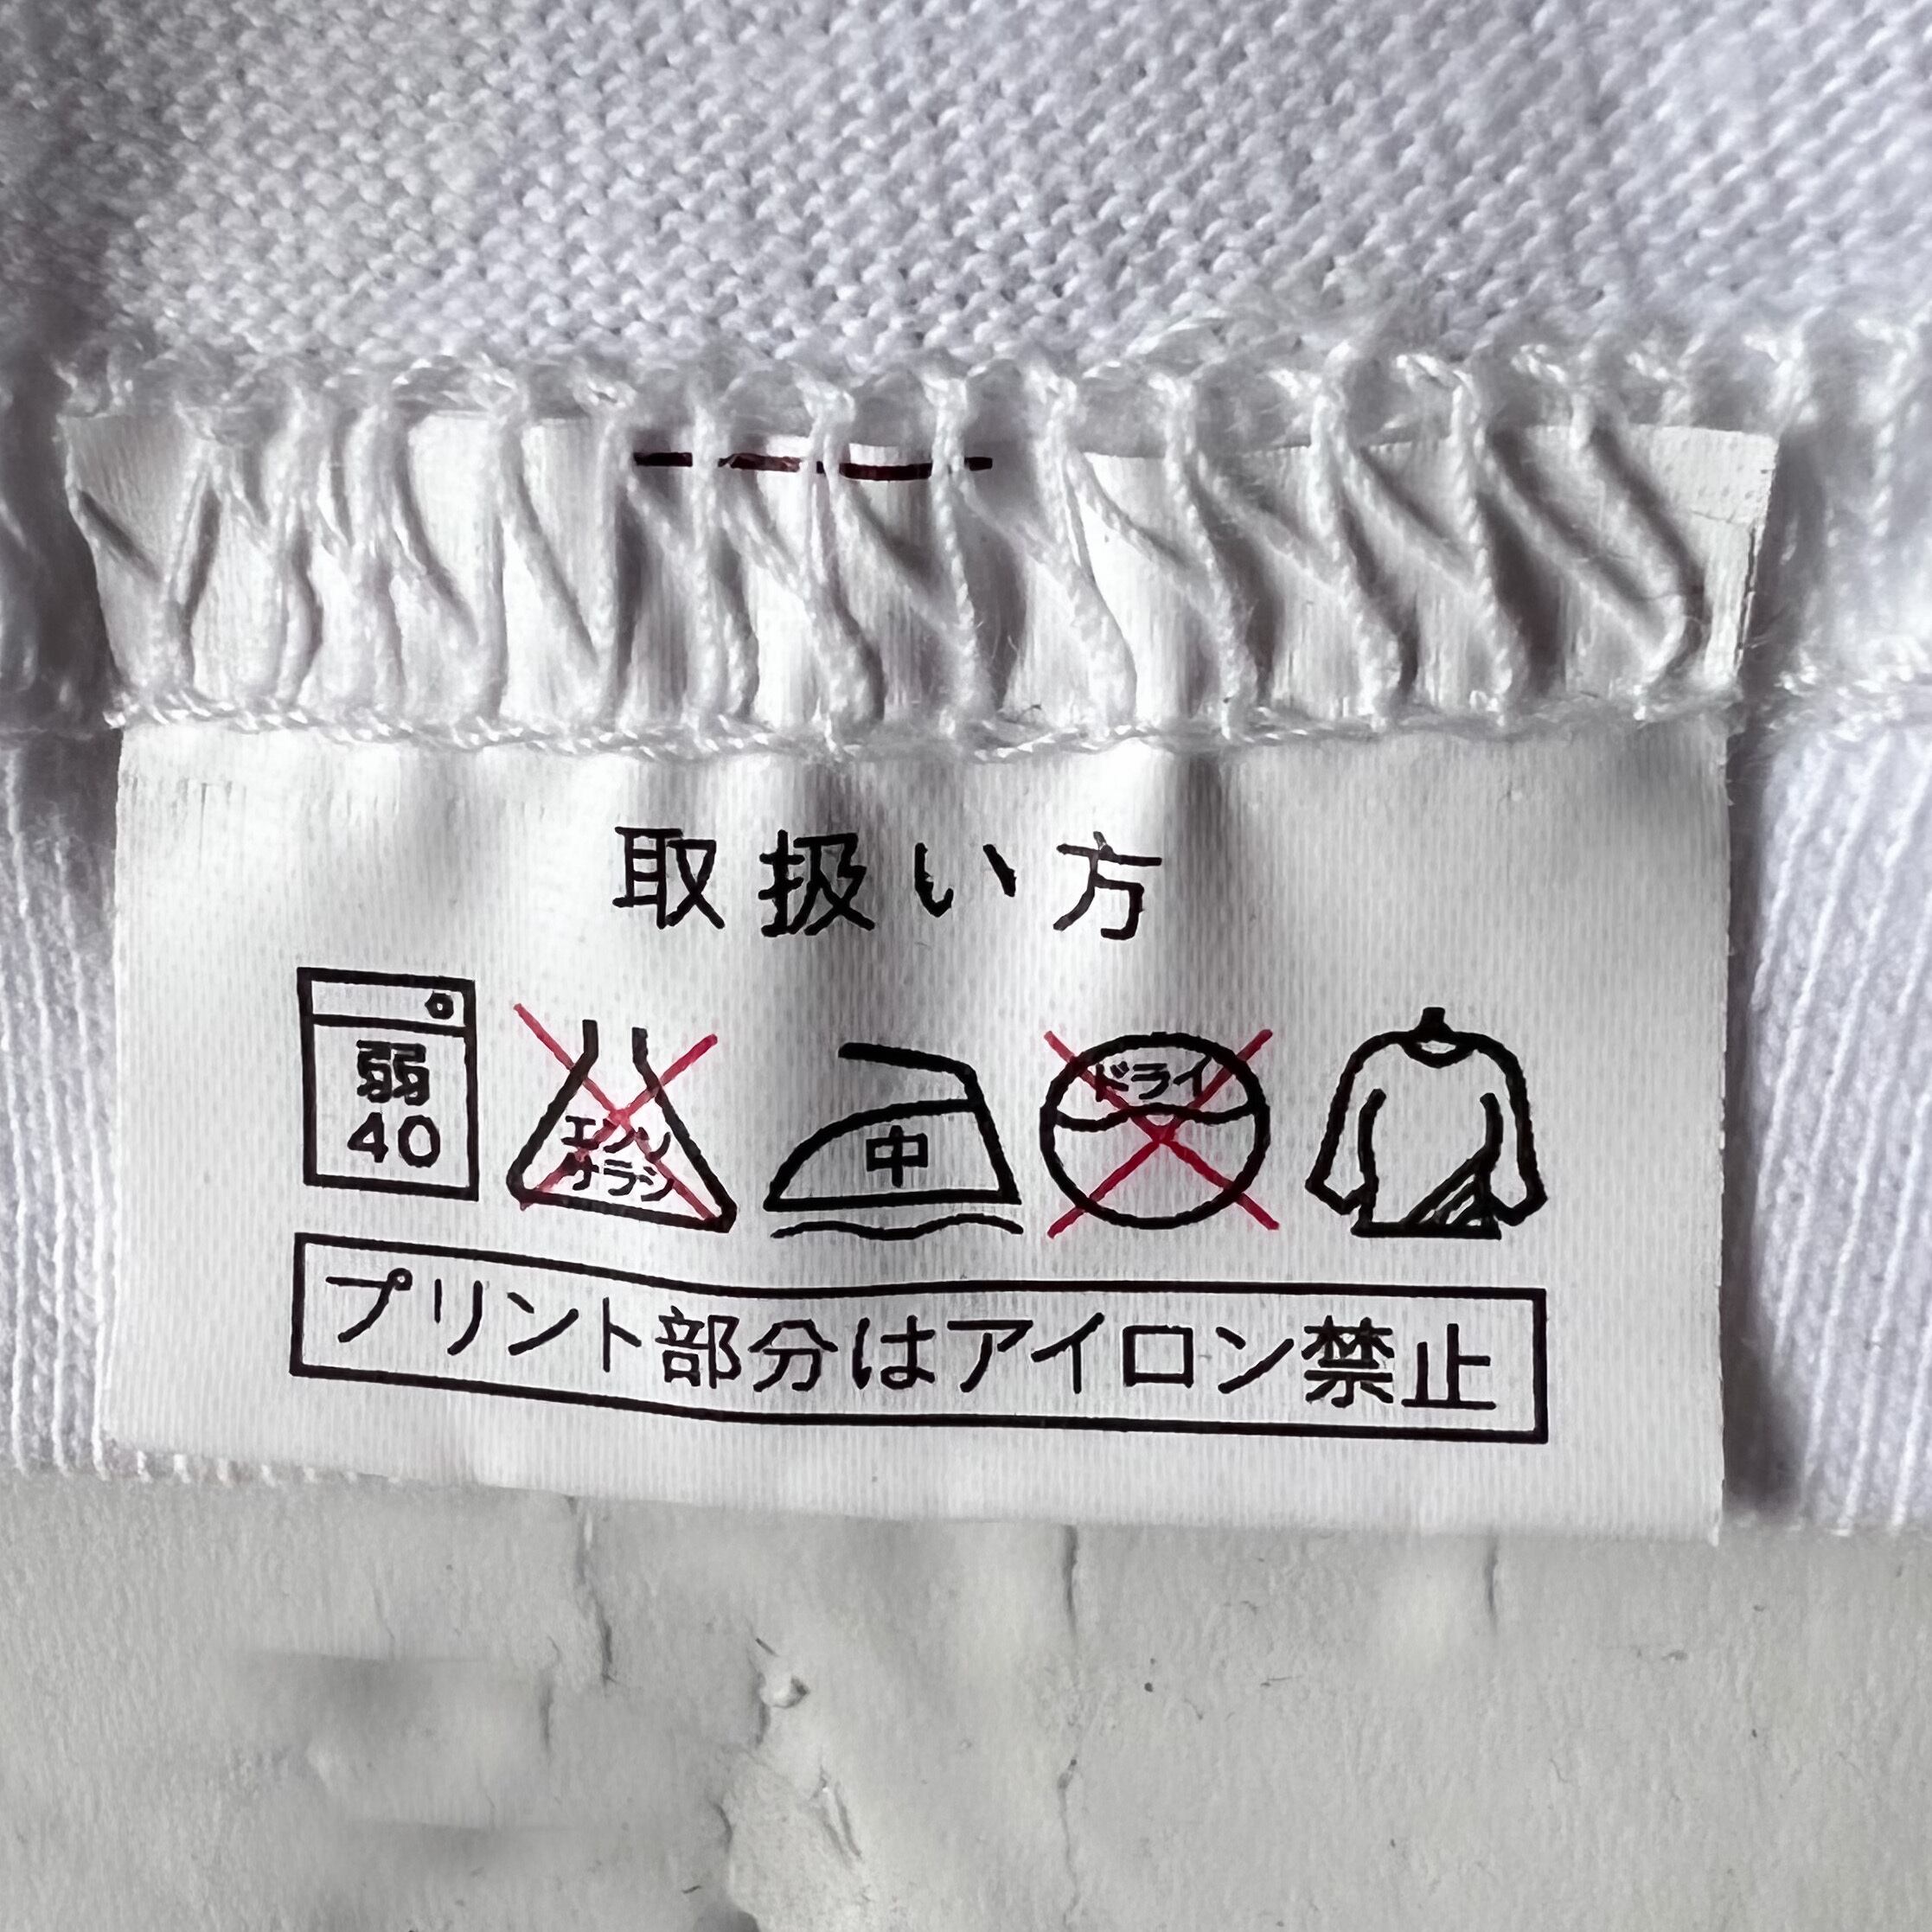 取扱い方
弱
40
エンソ
サラシ
中
ドライ
プリント部分はアイロン禁止